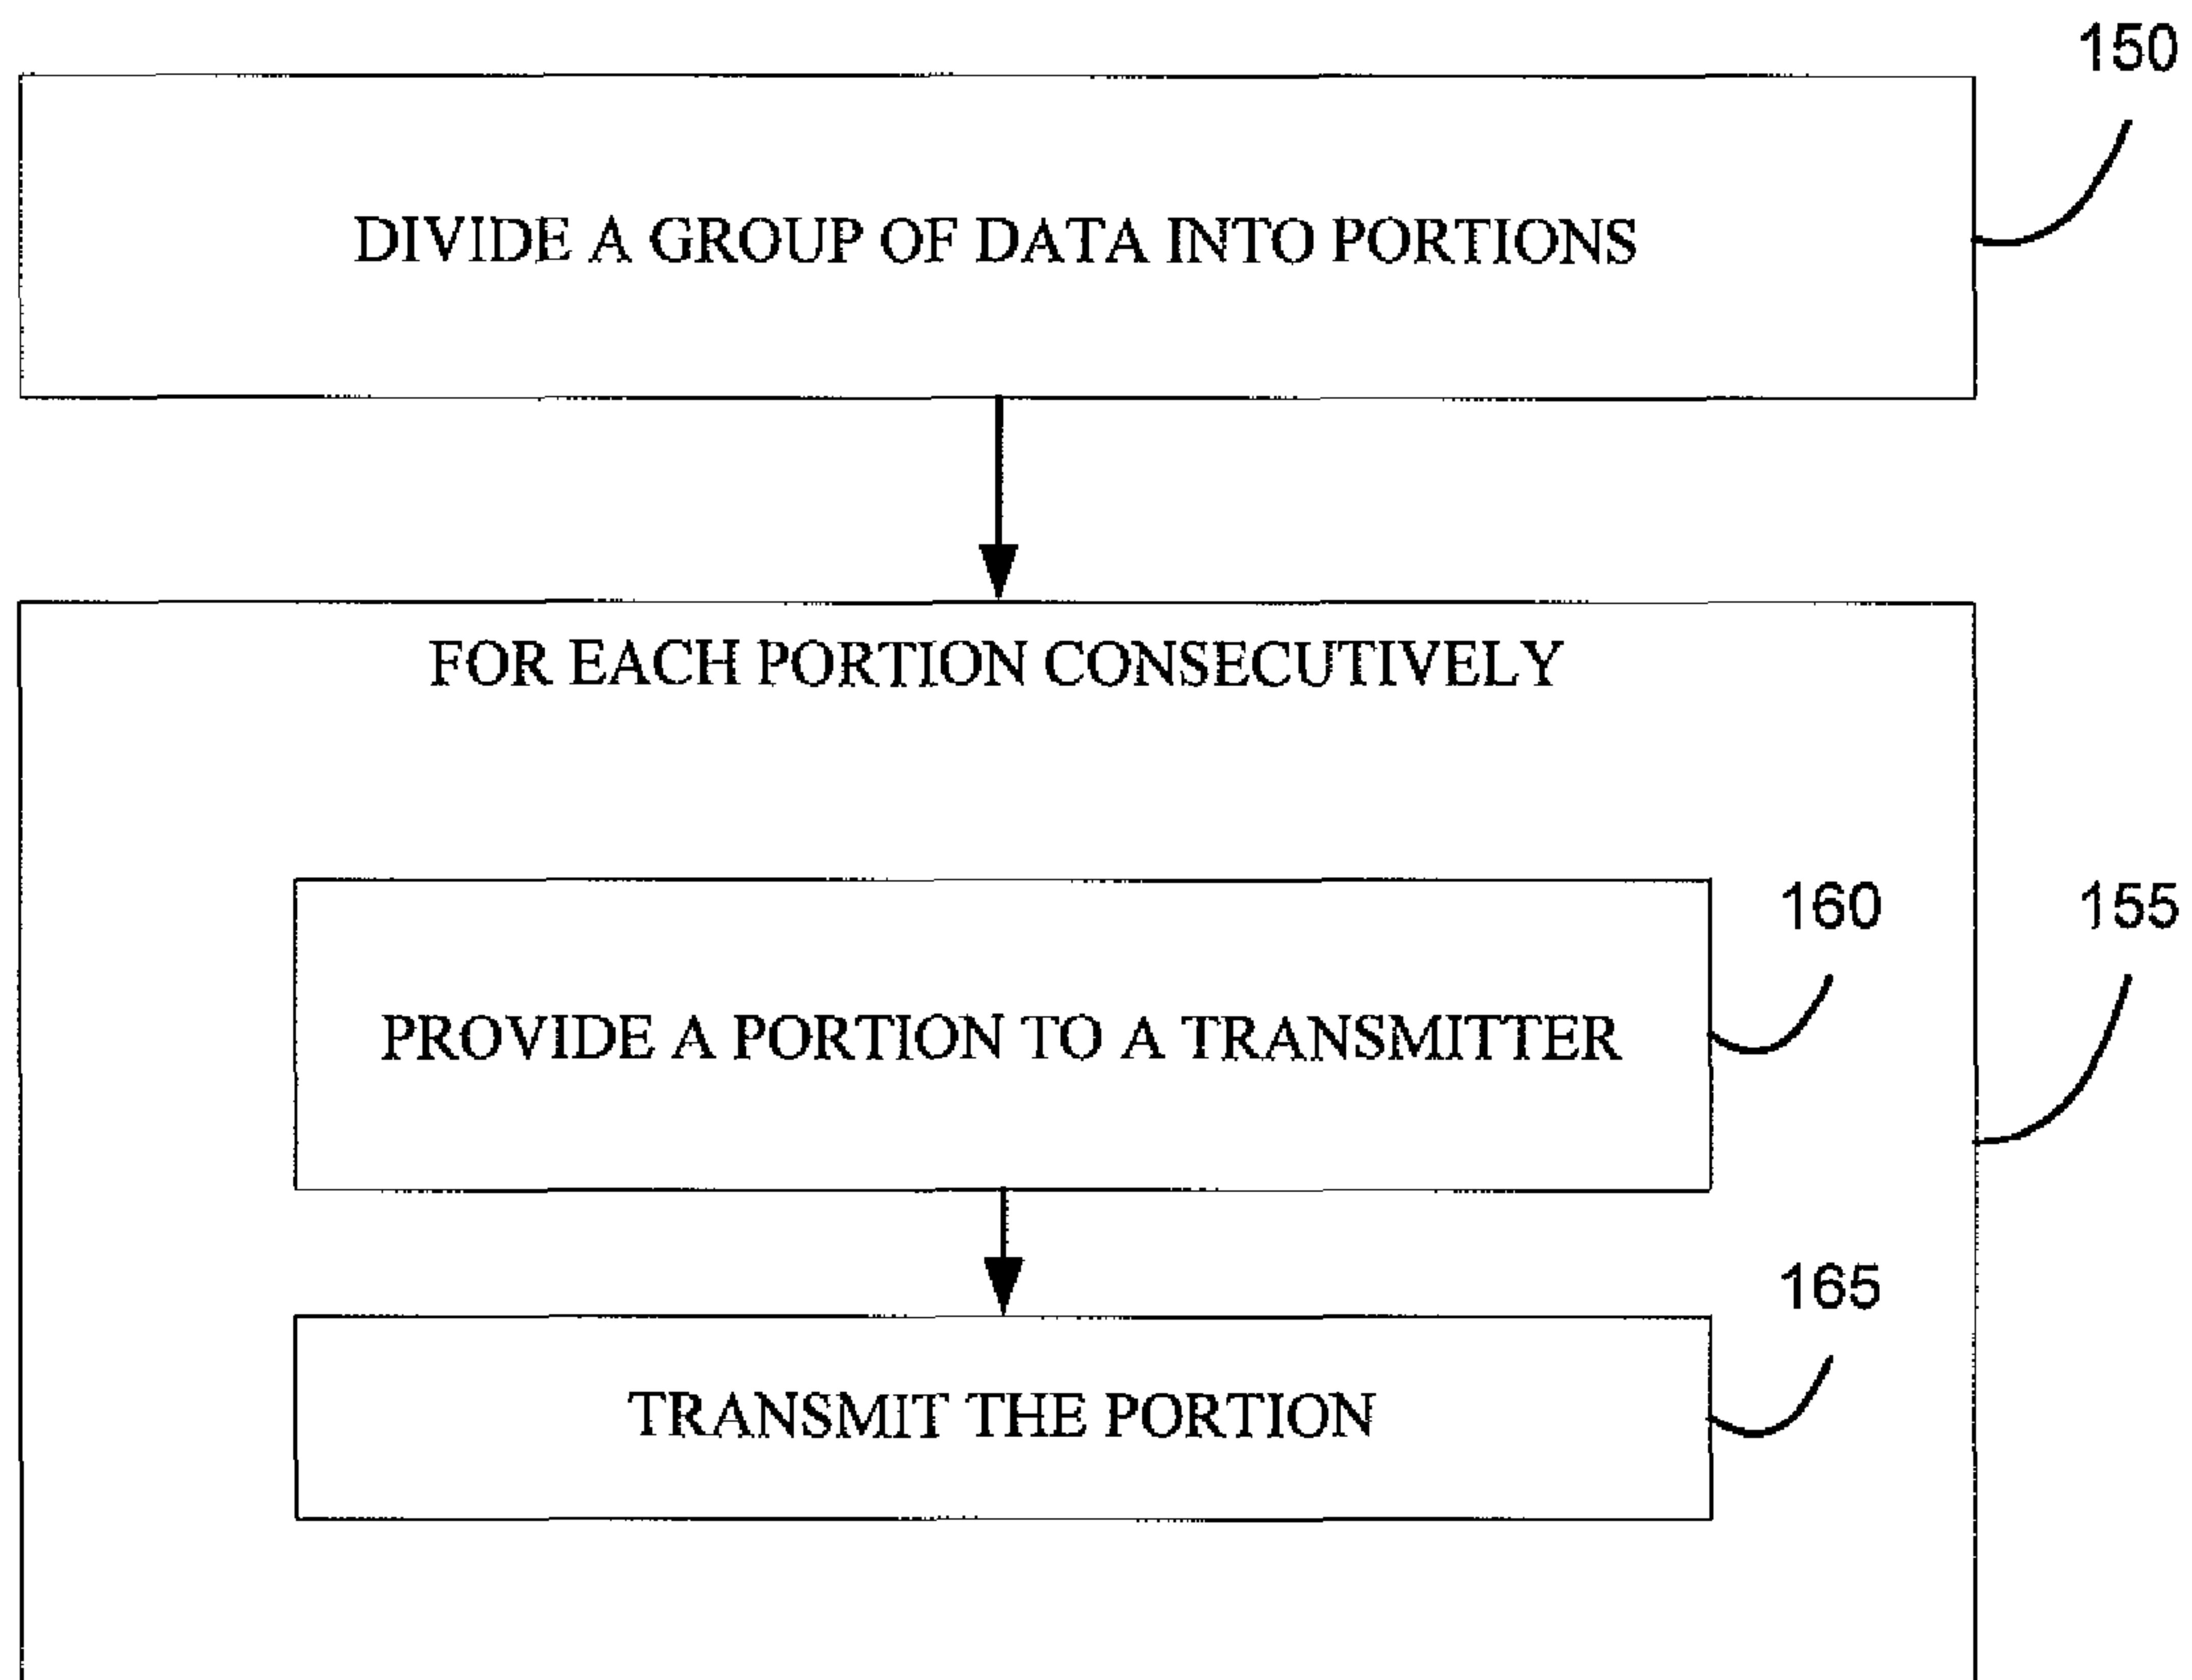 150
DIVIDE A GROUP OF DATA INTO PORTIONS
FOR EACH PORTION CONSECUTIVELY
160
155
PROVIDE A PORTION TO A TRANSMITTER
165
TRANSMIT THE PORTION